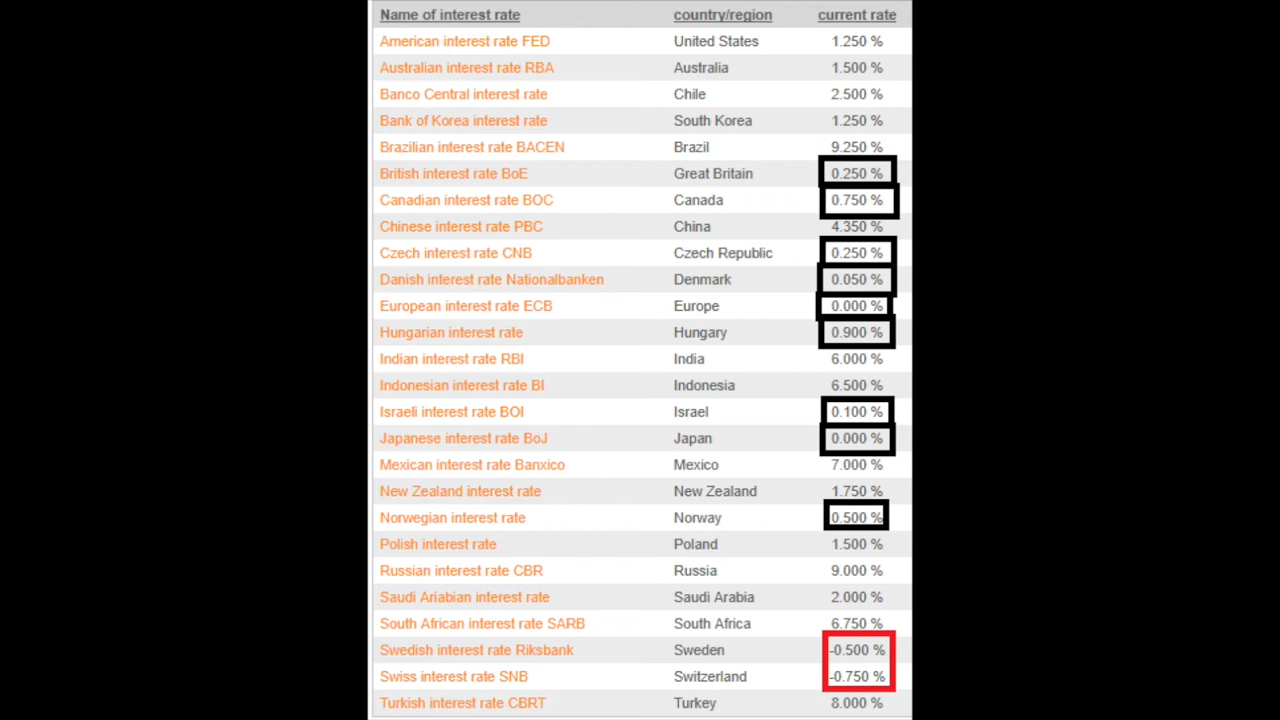 Name of interest rate country/region current rate
American interest rate FED United States 1.250 %
Australian interest rate RBA Australia 1.500 %
Banco Central interest rate Chile 2.500 %
Bank of Korea interest rate South Korea 1.250 %
Brazilian interest rate BACEN Brazil 9.250 %
British interest rate BoE Great Britain 0.250 %
Canadian interest rate BOC Canada 0.750 %
Chinese interest rate PBC China 4.350 %
Czech interest rate CNB Czech Republic 0.250 %
Danish interest rate Nationalbanken Denmark 0.050 %
European interest rate ECB Europe 0.000 %
Hungarian interest rate Hungary 0.900 %
Indian interest rate RBI India 6.000 %
Indonesian interest rate BI Indonesia 6.500 %
Israeli interest rate BOI Israel 0.100 %
Japanese interest rate BoJ Japan 0.000 %
Mexican interest rate Banxico Mexico 7.000 %
New Zealand interest rate New Zealand 1.750 %
Norwegian interest rate Norway 0.500 %
Polish interest rate Poland 1.500 %
Russian interest rate CBR Russia 9.000 %
Saudi Ariabian interest rate Saudi Arabia 2.000 %
South African interest rate SARB South Africa 6.750 %
Swedish interest rate Riksbank Sweden -0.500 %
Swiss interest rate SNB Switzerland -0.750 %
Turkish interest rate CBRT Turkey 8.000 %